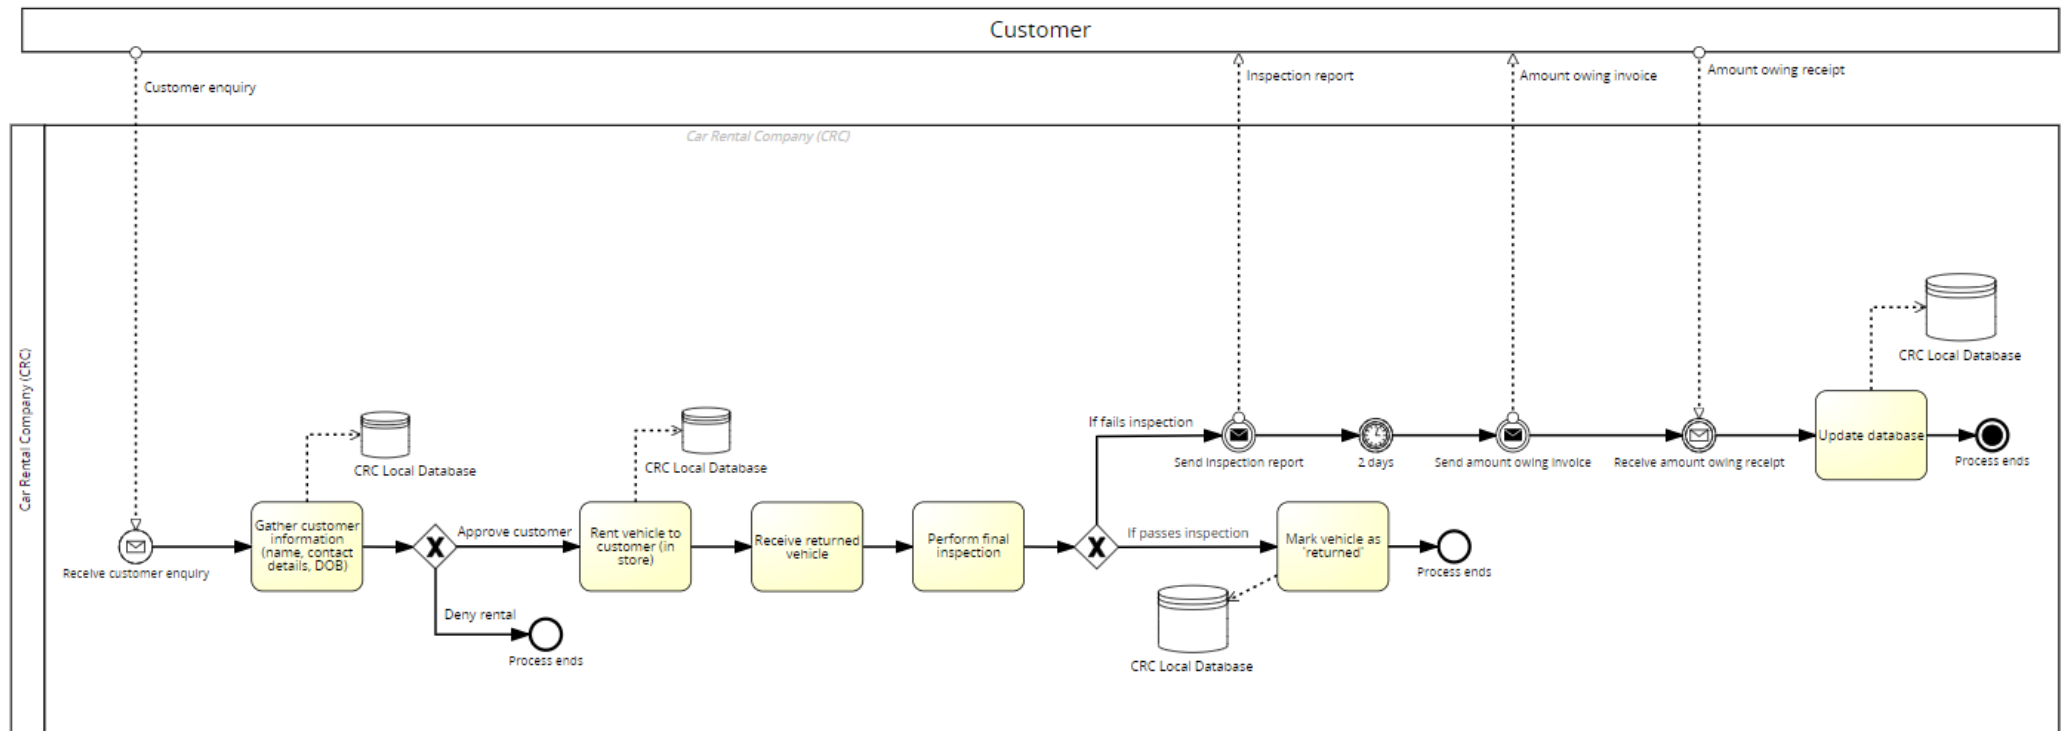 Customer
Customer enquiry
Inspection report
Amount owing invoice
Amount owing receipt
Car Rental Company (CRC)
Car Rental Company (CRC)
CRC Local Database
If fails inspection
Send inspection report
2 days
Send amount owing invoice
Receive amount owing receipt
Update database
Process ends
CRC Local Database
CRC Local Database
Receive customer enquiry
Gather customer
information
(name, contact
details, DOB)
X
Approve customer
Rent vehicle to
customer (in
store)
Receive returned
vehicle
Perform final
inspection
X
If passes inspection
Mark vehicle as
'returned'
Process ends
Deny rental
Process ends
CRC Local Database